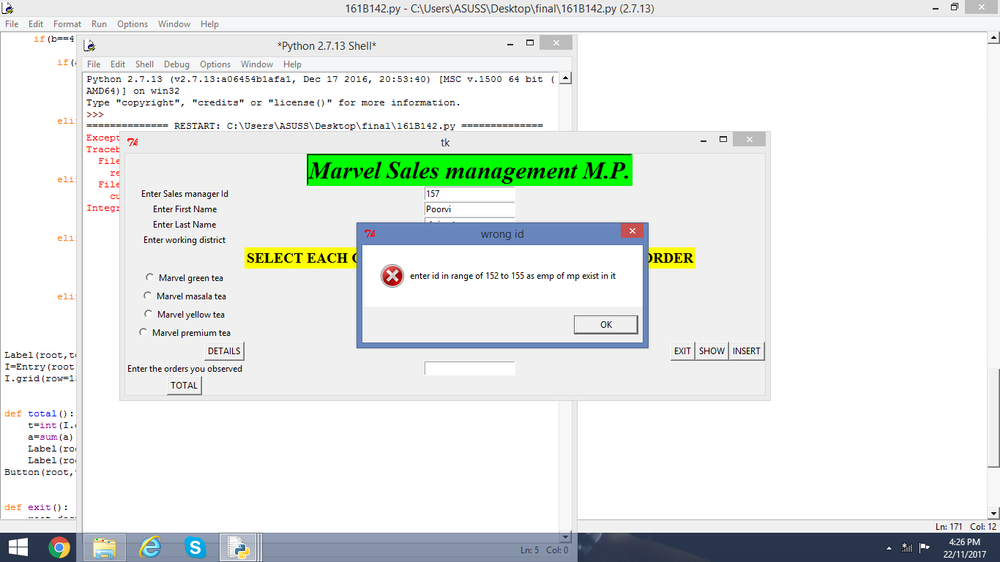 161B142.py - C:\Users\ASUSS\Desktop\final\161B142.py (2.7.13)
File Edit Format Run Options Window Help
if(b==4
*Python 2.7.13 Shell*
File Edit Shell Debug Options Window Help
Python 2.7.13 (v2.7.13:a06454b1afa1, Dec 17 2016, 20:53:40) [MSC v.1500 64 bit (
AMD64)] on win32
Type "copyright", "credits" or "license()" for more information.
>>>
============== RESTART: C:\Users\ASUSS\Desktop\final\161B142.py ==============
Except
Traceb
File
re
File
cu
Integr
tk
Marvel Sales management M.P.
Enter Sales manager Id 157
Enter First Name Poorvi
Enter Last Name
Enter working district
SELECT EACH ORDER
Marvel green tea
Marvel masala tea
Marvel yellow tea
Marvel premium tea
DETAILS EXIT SHOW INSERT
Enter the orders you observed
TOTAL
wrong id
enter id in range of 152 to 155 as emp of mp exist in it
OK
Label(root,te
I=Entry(root
I.grid(row=1
def total():
t=int(I.
a=sum(a)
Label(roo
Label(roo
Button(root,
def exit():
Ln: 171 Col: 12
Ln: 5 Col: 0
4:26 PM
22/11/2017